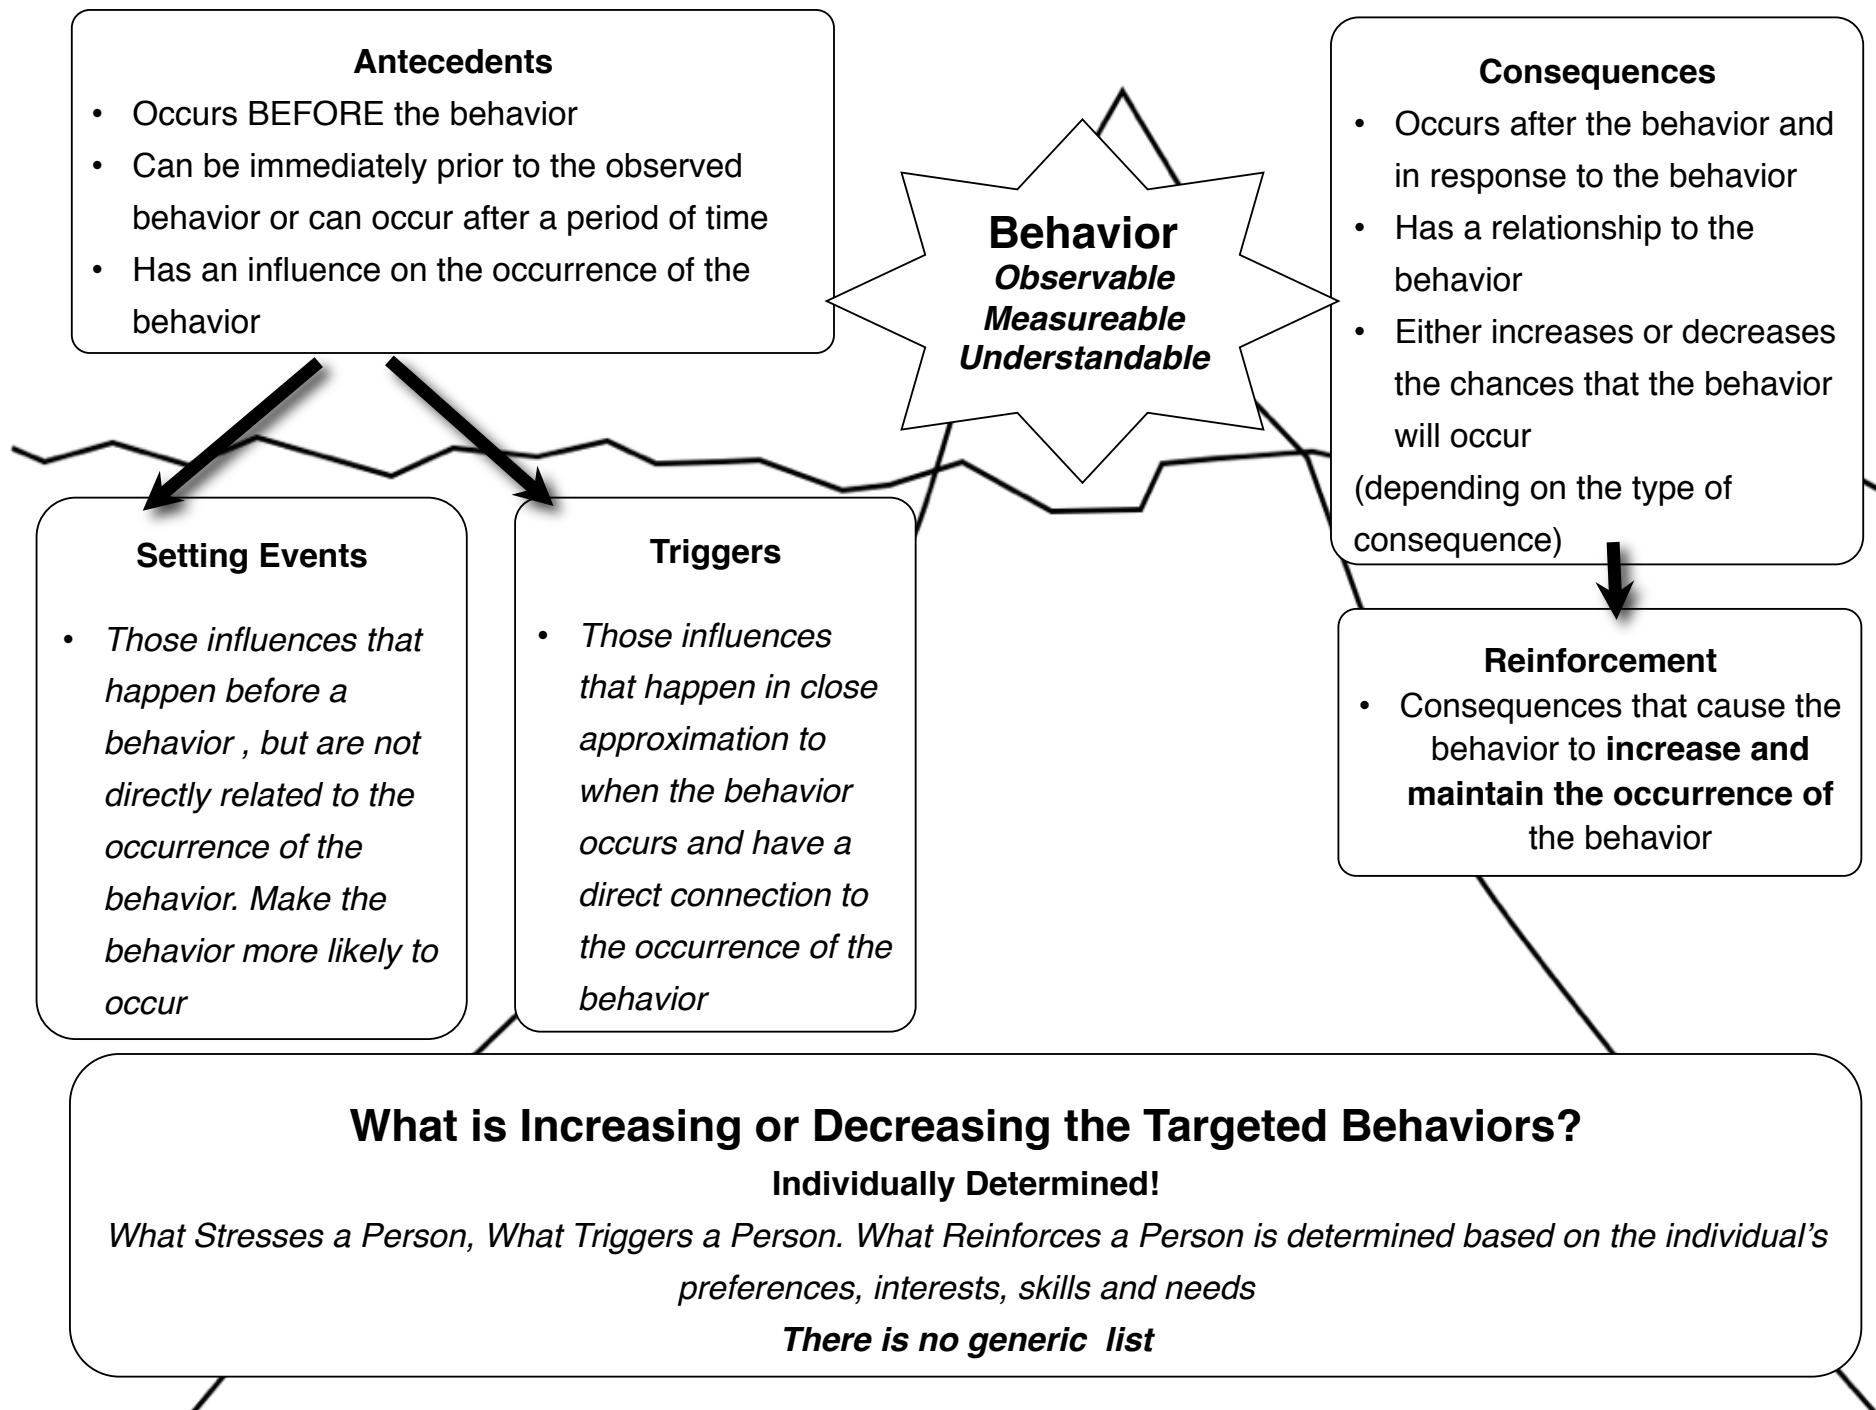 Antecedents
• Occurs BEFORE the behavior
• Can be immediately prior to the observed
behavior or can occur after a period of time
• Has an influence on the occurrence of the
behavior
Behavior
Observable
Measureable
Understandable
Consequences
• Occurs after the behavior and
in response to the behavior
• Has a relationship to the
behavior
• Either increases or decreases
the chances that the behavior
will occur
(depending on the type of
consequence)
Setting Events
• Those influences that
happen before a
behavior , but are not
directly related to the
occurrence of the
behavior. Make the
behavior more likely to
occur
Triggers
• Those influences
that happen in close
approximation to
when the behavior
occurs and have a
direct connection to
the occurrence of the
behavior
Reinforcement
• Consequences that cause the
behavior to increase and
maintain the occurrence of
the behavior
What is Increasing or Decreasing the Targeted Behaviors?
Individually Determined!
What Stresses a Person, What Triggers a Person. What Reinforces a Person is determined based on the individual’s
preferences, interests, skills and needs
There is no generic  list